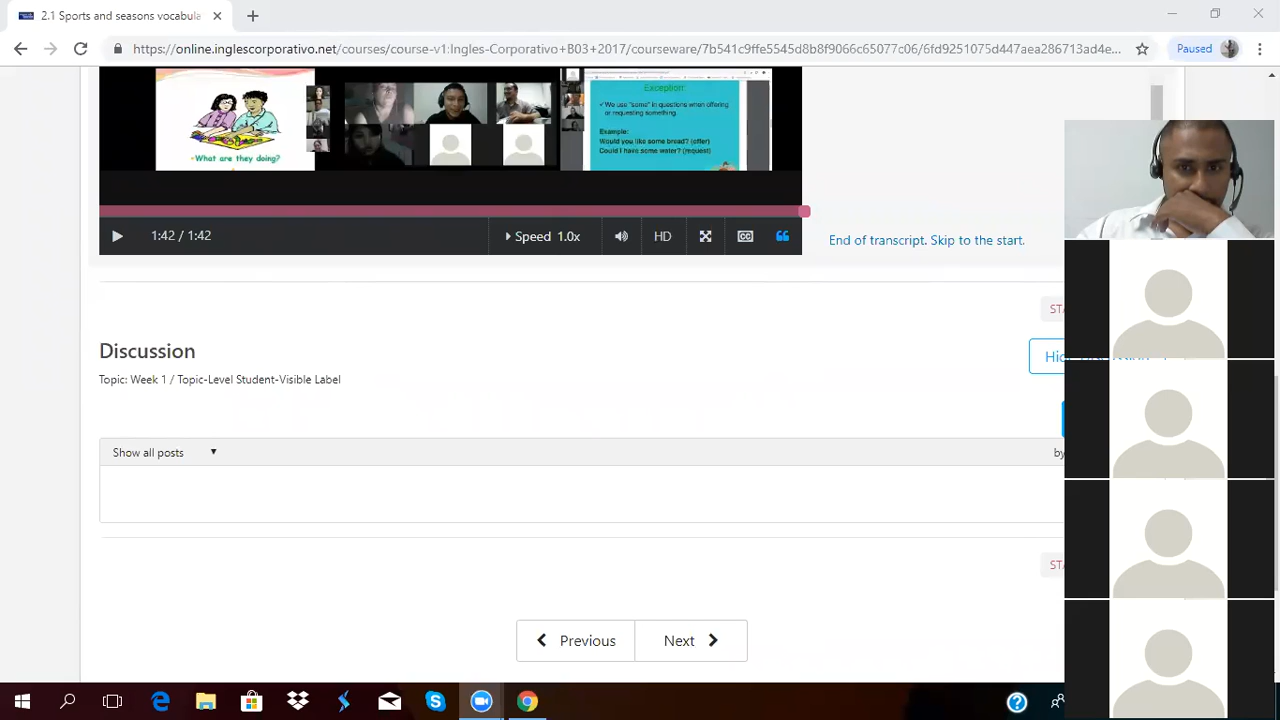 2.1 Sports and seasons vocabula
https://online.inglescorporativo.net/courses/course-v1:Ingles-Corporativo+B03+2017/courseware/7b541c9ffe5545d8b8f9066c65077c06/6fd9251075d447aea286713ad4e...
Paused
What are they doing?
Exception:
✓We use "some" in questions when offering
or requesting something.
Example:
Would you like some bread? (offer)
Could I have some water? (request)
1:42 / 1:42
Speed 1.0x
HD
CC
End of transcript. Skip to the start.
STA
Discussion
Topic: Week 1 / Topic-Level Student-Visible Label
Show all posts
by
STA
Previous
Next